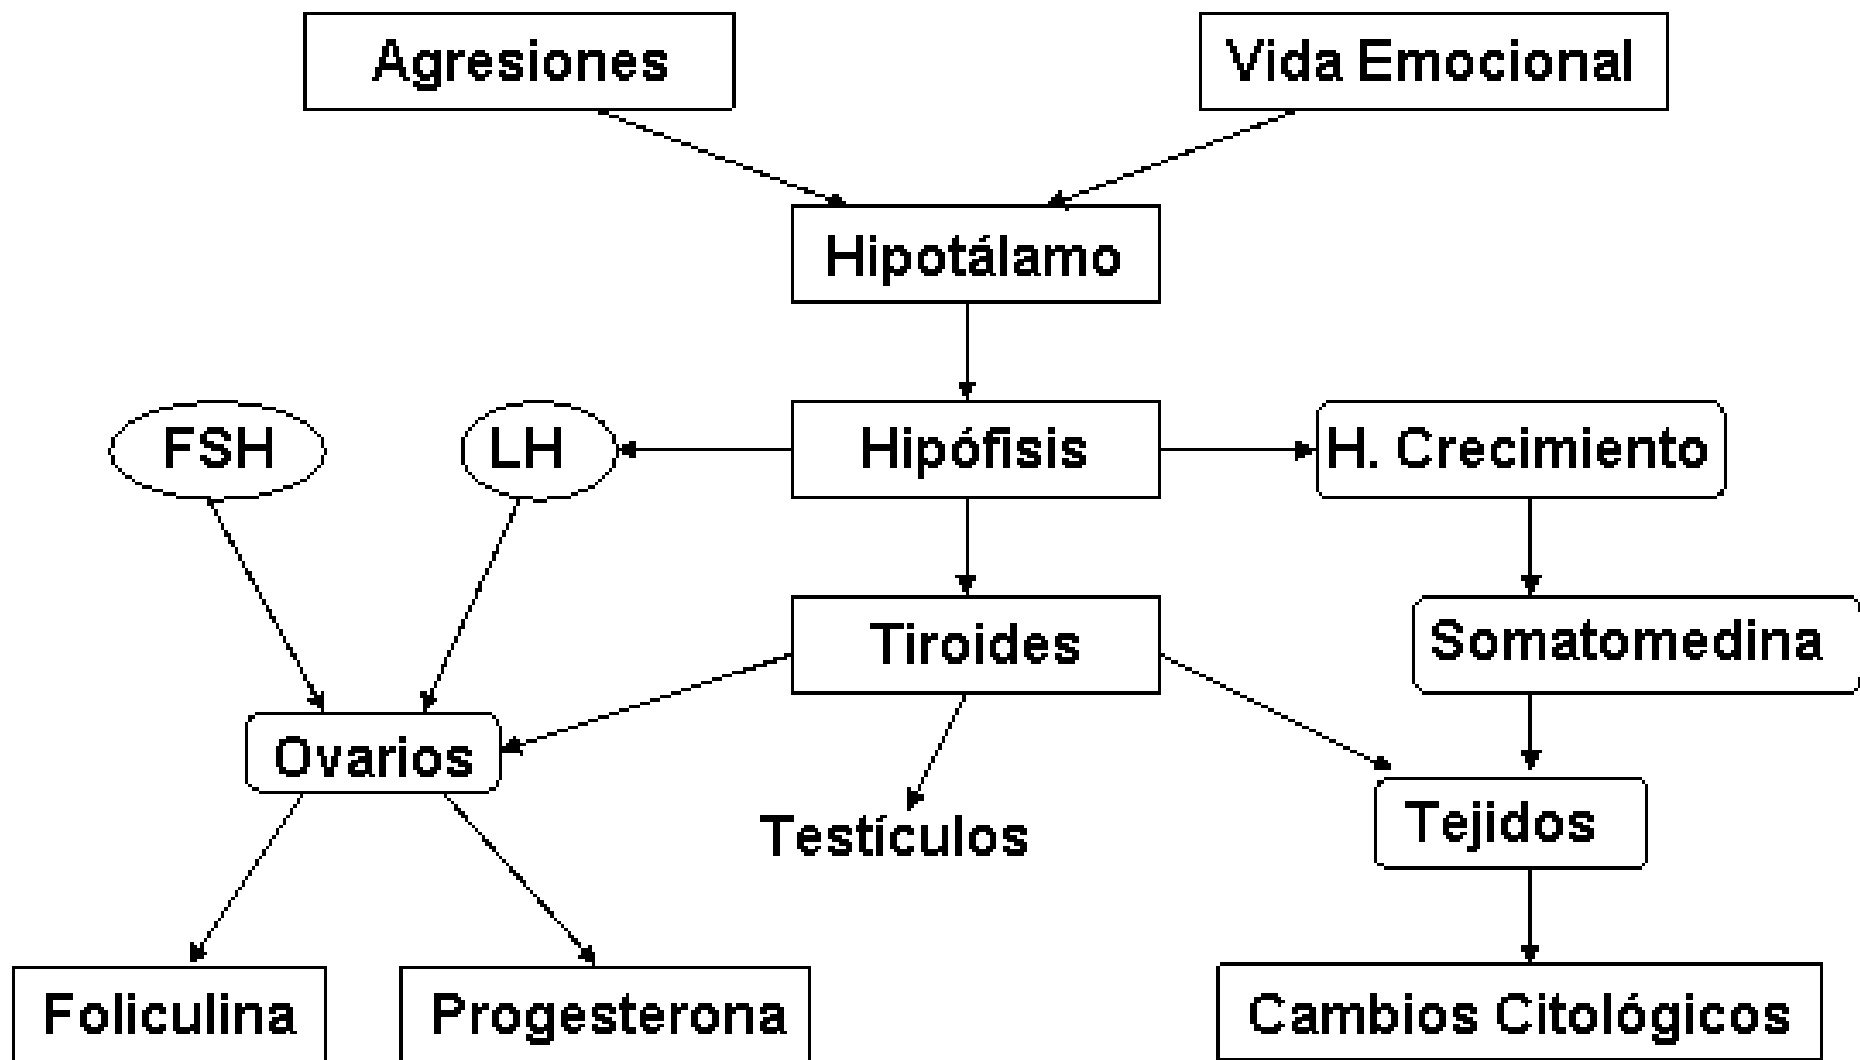 Agresiones
Vida Emocional
Hipotálamo
FSH
LH
Hipófisis
H. Crecimiento
Tiroides
Somatomedina
Ovarios
Testículos
Tejidos
Foliculina
Progesterona
Cambios Citológicos